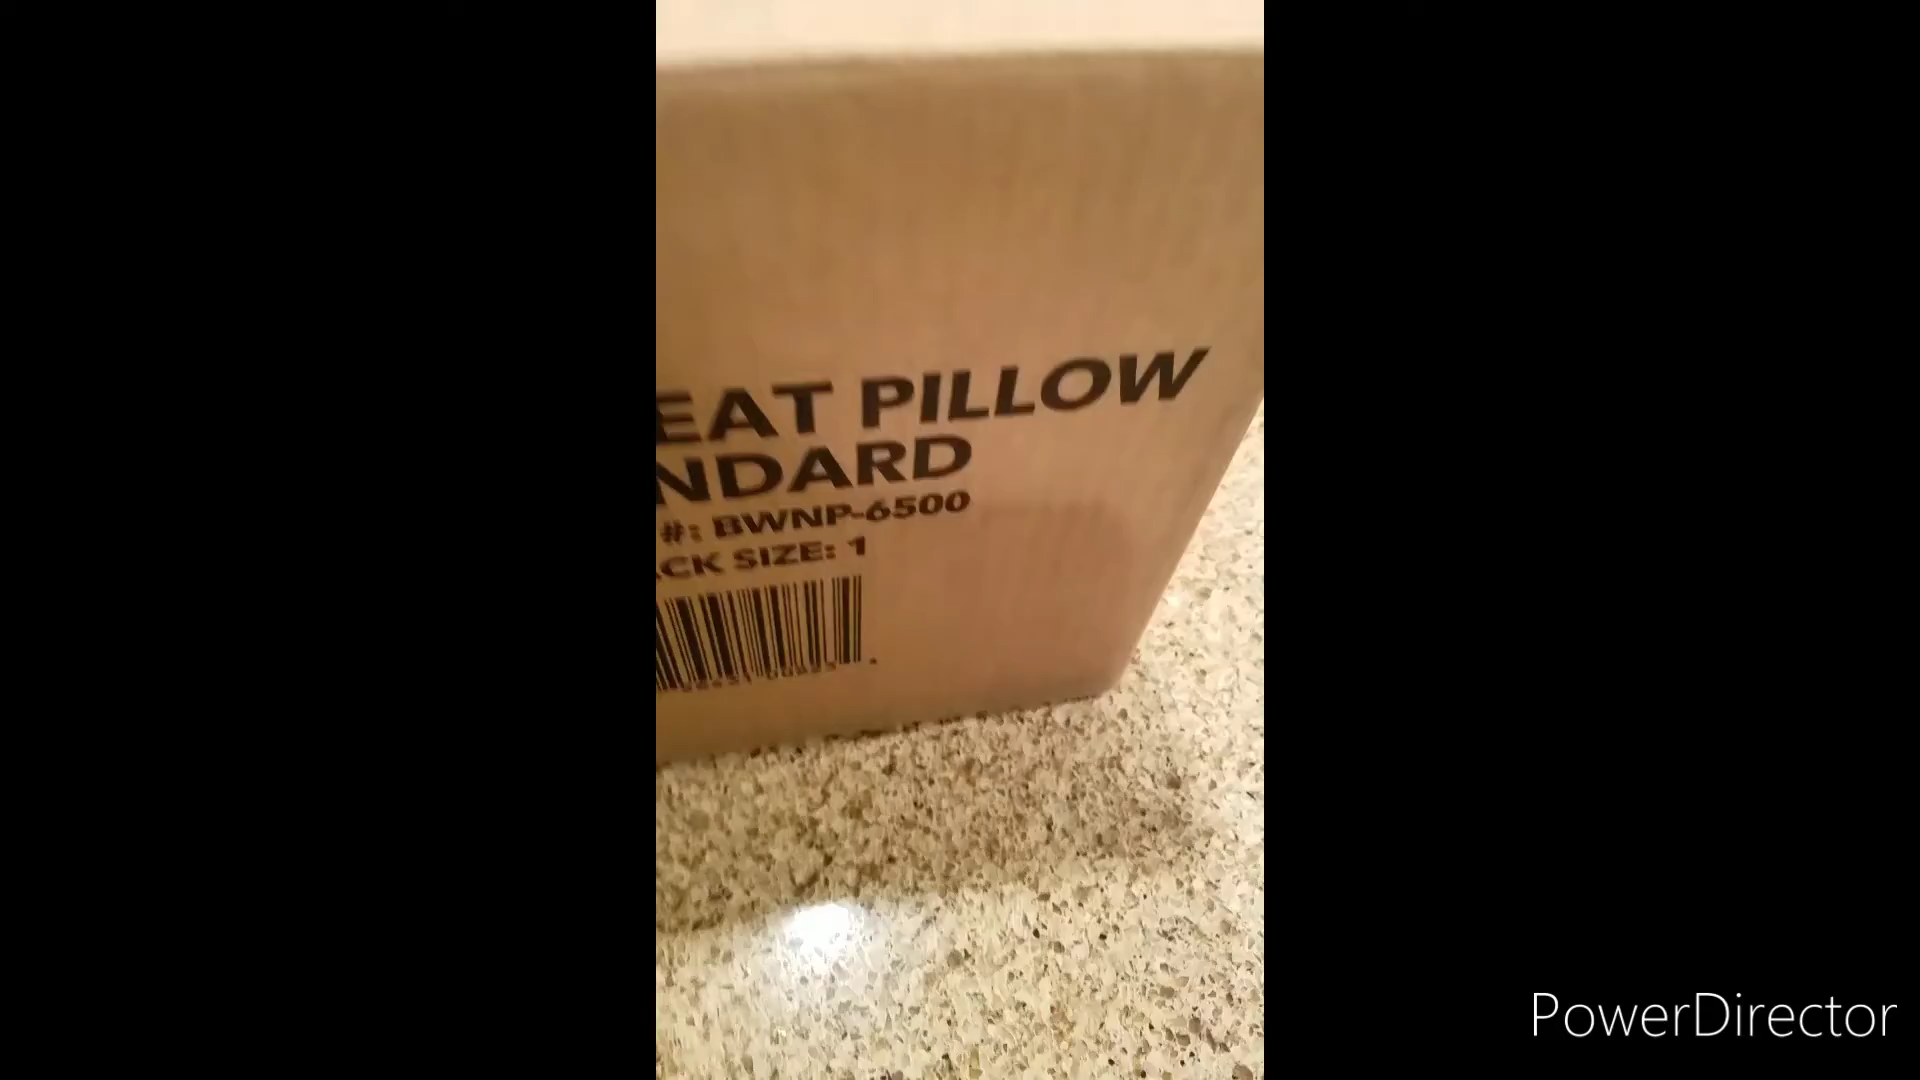 EAT PILLOW
NDARD
#: BWNP-6500
ACK SIZE: 1
PowerDirector